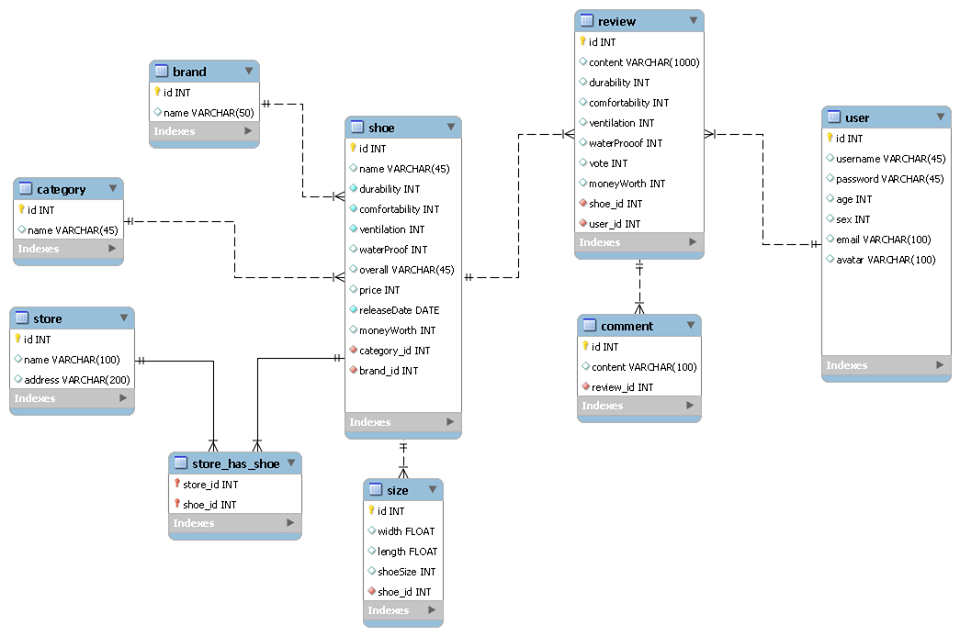 brand
id INT
name VARCHAR(50)
Indexes
category
id INT
name VARCHAR(45)
Indexes
store
id INT
name VARCHAR(100)
address VARCHAR(200)
Indexes
store_has_shoe
store_id INT
shoe_id INT
Indexes
shoe
id INT
name VARCHAR(45)
durability INT
comfortability INT
ventilation INT
waterProof INT
overall VARCHAR(45)
price INT
releaseDate DATE
moneyWorth INT
category_id INT
brand_id INT
Indexes
size
id INT
width FLOAT
length FLOAT
shoeSize INT
shoe_id INT
Indexes
review
id INT
content VARCHAR(1000)
durability INT
comfortability INT
ventilation INT
waterProoof INT
vote INT
moneyWorth INT
shoe_id INT
user_id INT
Indexes
comment
id INT
content VARCHAR(100)
review_id INT
Indexes
user
id INT
username VARCHAR(45)
password VARCHAR(45)
age INT
sex INT
email VARCHAR(100)
avatar VARCHAR(100)
Indexes